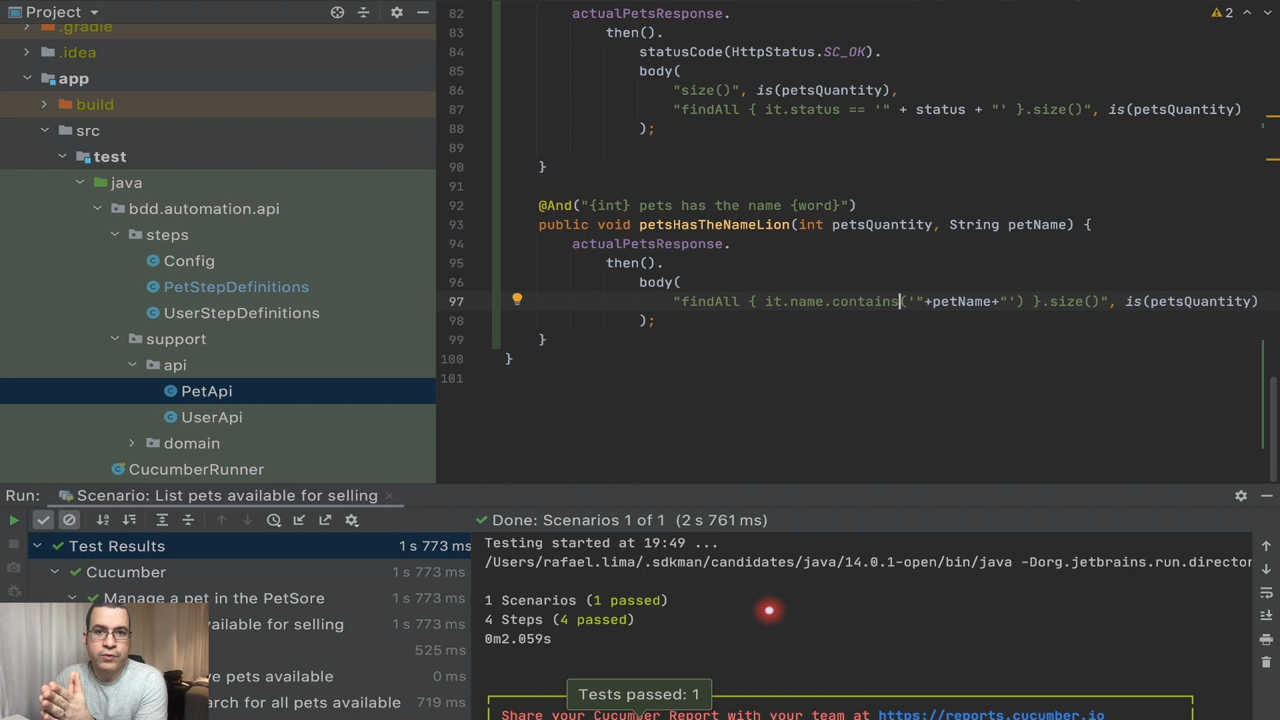 Project
.gradle
.idea
app
build
src
test
java
bdd.automation.api
steps
Config
PetStepDefinitions
UserStepDefinitions
support
api
PetApi
UserApi
domain
CucumberRunner
2
82 actualPetsResponse.
83 then().
84 statusCode(HttpStatus.SC_OK).
85 body(
86 "size()", is(petsQuantity),
87 "findAll { it.status == '" + status + "' }.size()", is(petsQuantity)
88 );
89
90 }
91
92 @And("{int} pets has the name {word}")
93 public void petsHasTheNameLion(int petsQuantity, String petName) {
94 actualPetsResponse.
95 then().
96 body(
97 "findAll { it.name.contains('"+petName+"') }.size()", is(petsQuantity)
98 );
99 }
100 }
101
Run: Scenario: List pets available for selling
Test Results 1 s 773 ms
Cucumber 1 s 773 ms
Manage a pet in the PetSore 1 s 773 ms
available for selling 1 s 773 ms
525 ms
pets available 0 ms
for all pets available 719 ms
Done: Scenarios 1 of 1 (2 s 761 ms)
Testing started at 19:49 ...
/Users/rafael.lima/.sdkman/candidates/java/14.0.1-open/bin/java -Dorg.jetbrains.run.director
1 Scenarios (1 passed)
4 Steps (4 passed)
0m2.059s
Tests passed: 1
Share your Cucumber Report with your team at https://reports.cucumber.io